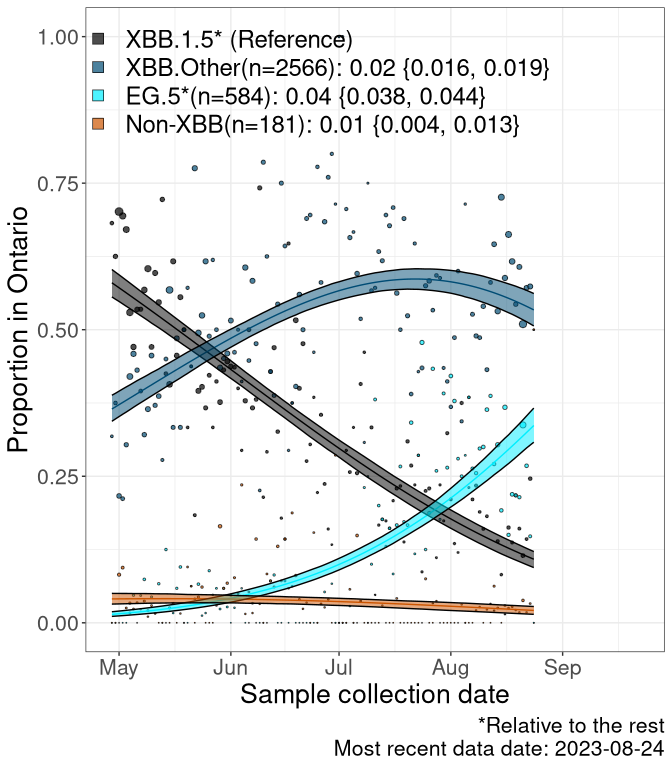 1.00
0.75
0.50
0.25
0.00
Proportion in Ontario
XBB.1.5* (Reference)
XBB.Other(n=2566): 0.02 {0.016, 0.019}
EG.5*(n=584): 0.04 {0.038, 0.044}
Non-XBB(n=181): 0.01 {0.004, 0.013}
May Jun Jul Aug Sep
Sample collection date
*Relative to the rest
Most recent data date: 2023-08-24